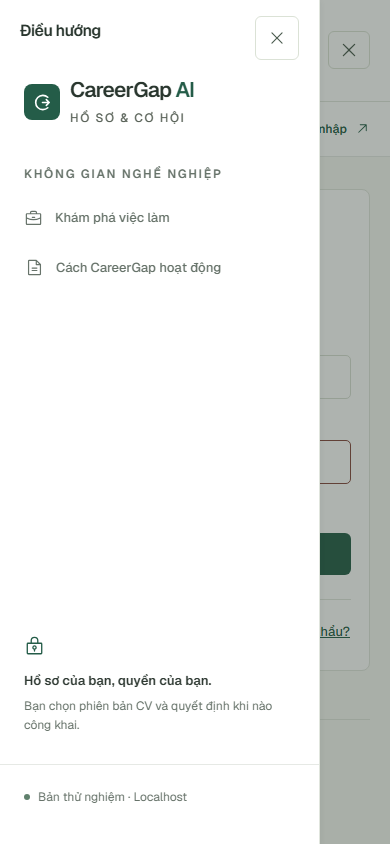 Điều hướng
CareerGap AI
HỒ SƠ & CƠ HỘI
nhập
KHÔNG GIAN NGHỀ NGHIỆP
Khám phá việc làm
Cách CareerGap hoạt động
hẩu?
Hồ sơ của bạn, quyền của bạn.
Bạn chọn phiên bản CV và quyết định khi nào
công khai.
Bản thử nghiệm · Localhost